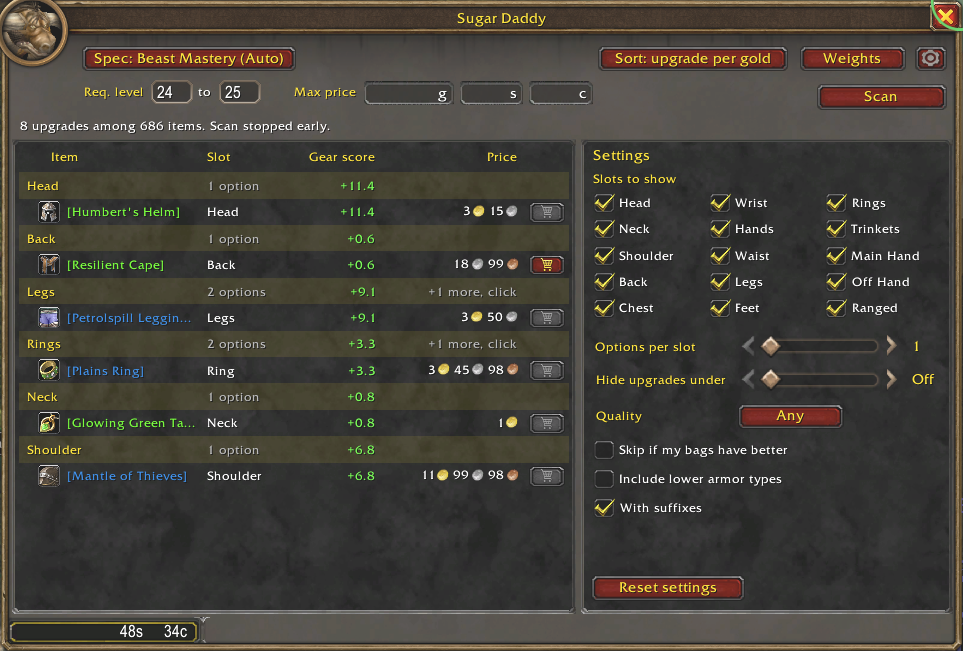 Sugar Daddy
Spec: Beast Mastery (Auto)
Sort: upgrade per gold
Weights
Req. level 24 to 25 Max price g s c
Scan
8 upgrades among 686 items. Scan stopped early.
Item Slot Gear score Price
Head 1 option +11.4
[Humbert's Helm] Head +11.4 3 15
Back 1 option +0.6
[Resilient Cape] Back +0.6 18 99
Legs 2 options +9.1 +1 more, click
[Petrolspill Leggin... Legs +9.1 3 50
Rings 2 options +3.3 +1 more, click
[Plains Ring] Ring +3.3 3 45 98
Neck 1 option +0.8
[Glowing Green Ta... Neck +0.8 1
Shoulder 1 option +6.8
[Mantle of Thieves] Shoulder +6.8 11 99 98
Settings
Slots to show
Head Wrist Rings
Neck Hands Trinkets
Shoulder Waist Main Hand
Back Legs Off Hand
Chest Feet Ranged
Options per slot 1
Hide upgrades under Off
Quality Any
Skip if my bags have better
Include lower armor types
With suffixes
Reset settings
48s 34c